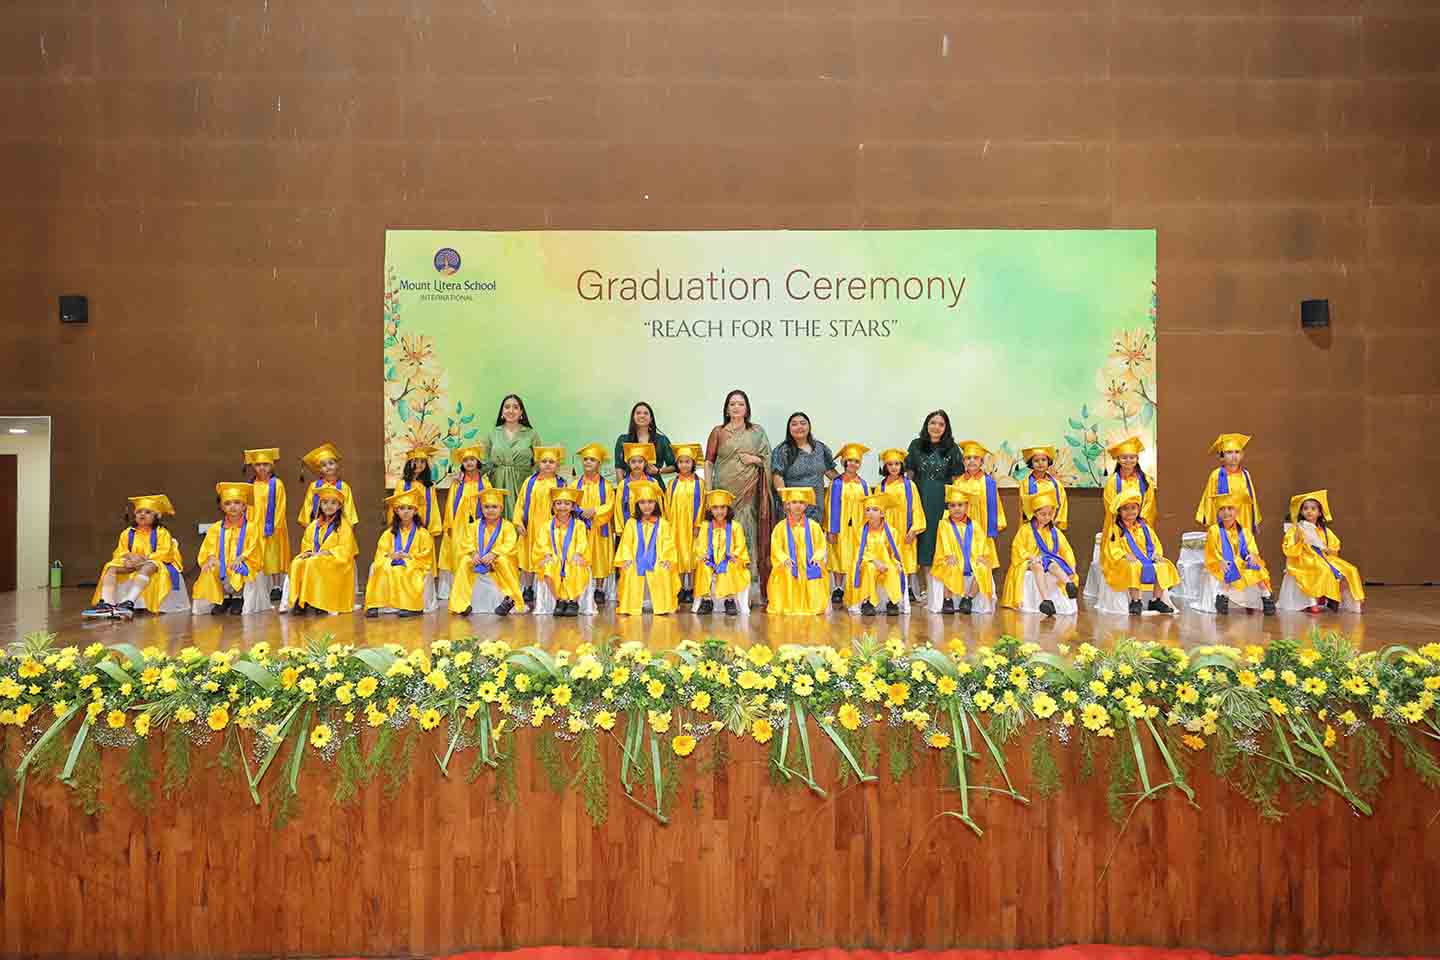 Mount Litera School
INTERNATIONAL
Graduation Ceremony
“REACH FOR THE STARS”